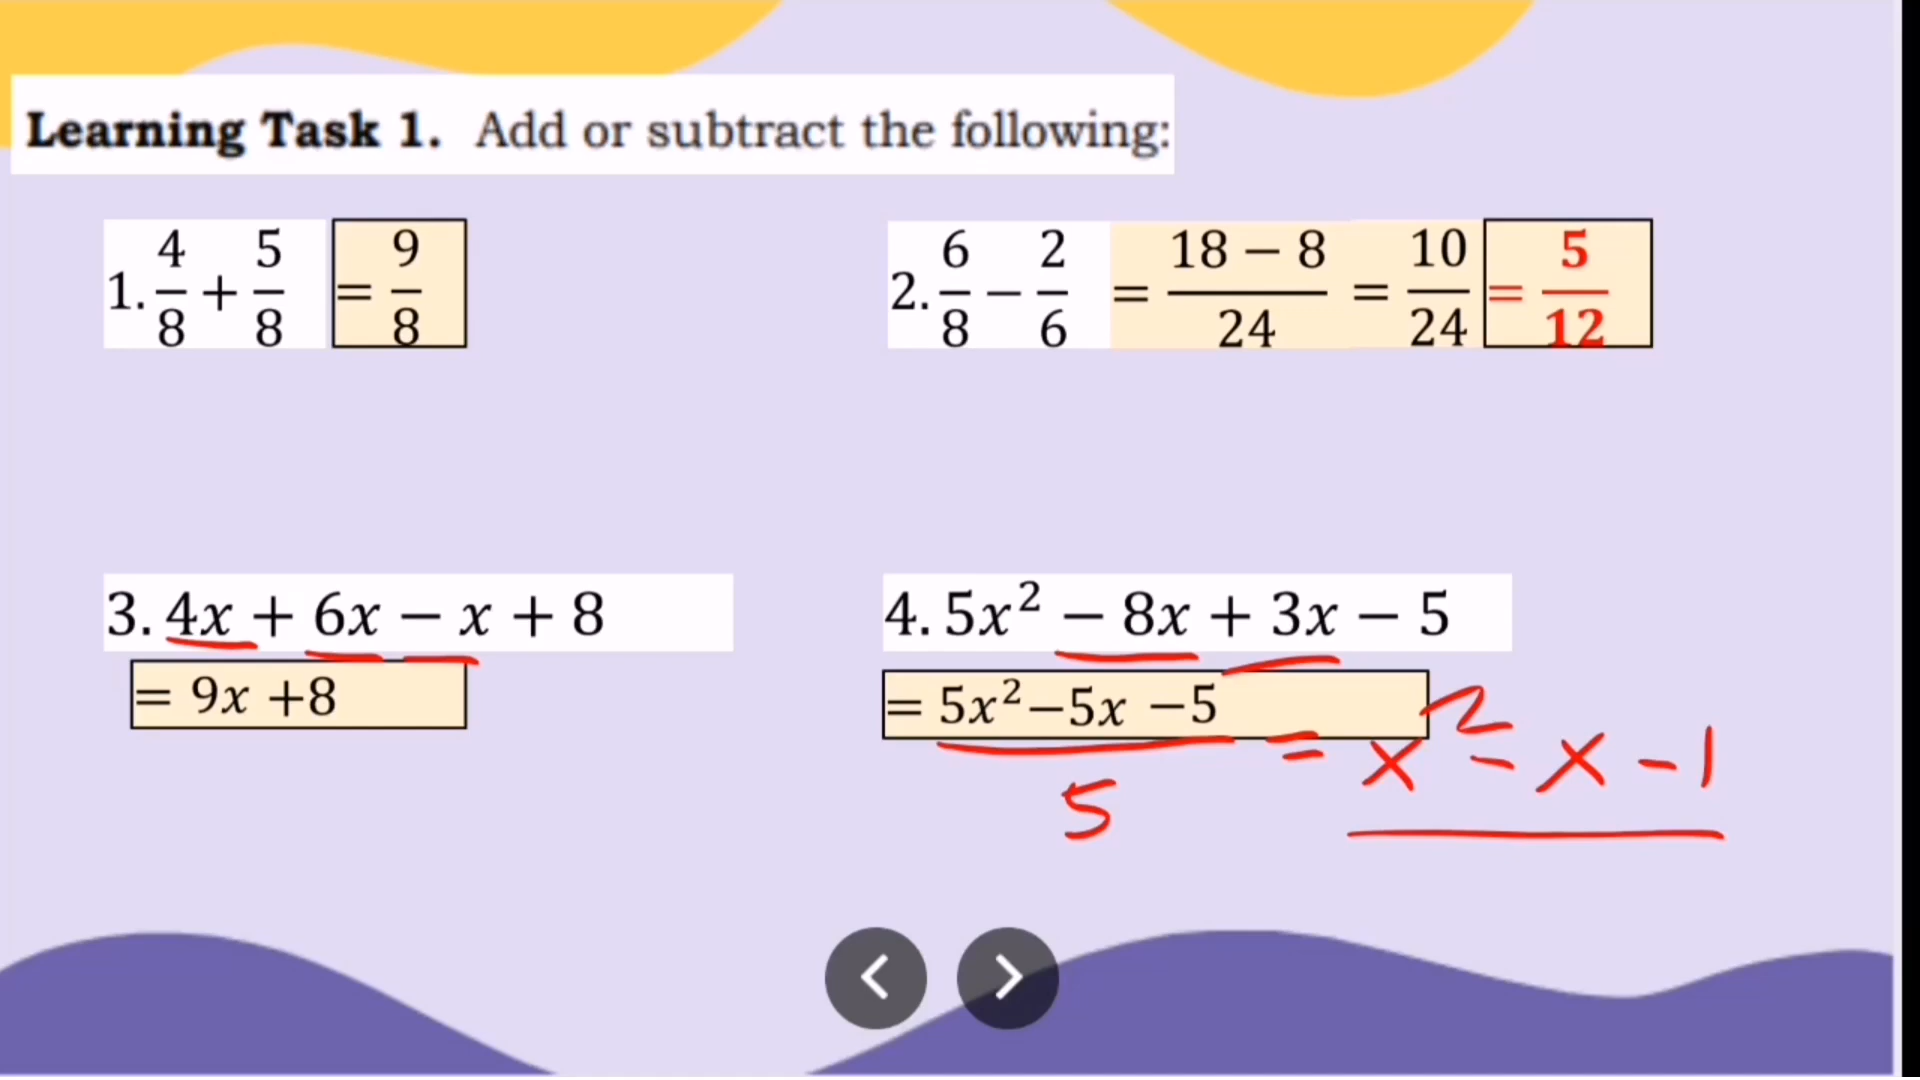 Learning Task 1. Add or subtract the following:
1. 4/8 + 5/8 = 9/8
2. 6/8 − 2/6 = 18 − 8/24 = 10/24 = 5/12
3. 4x + 6x − x + 8
= 9x +8
4. 5x² − 8x + 3x − 5
= 5x²−5x −5
5 = x² - x - 1